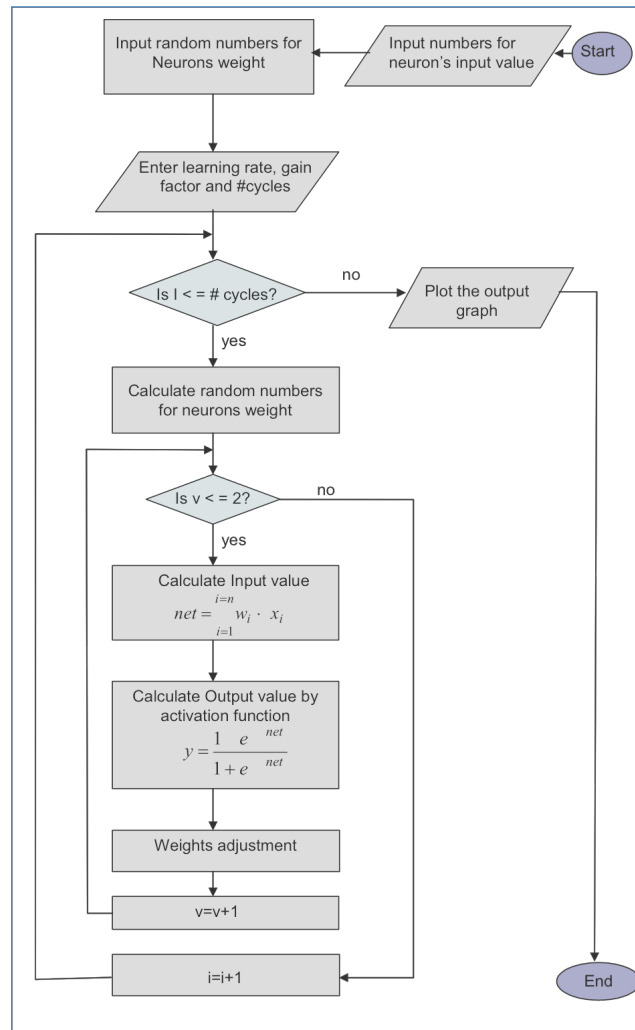 Start
Input numbers for
neuron's input value
Input random numbers for
Neurons weight
Enter learning rate, gain
factor and #cycles
Is I < = # cycles?
no
Plot the output
graph
yes
Calculate random numbers
for neurons weight
Is v < = 2?
no
yes
Calculate Input value
i=n
net = w_i · x_i
i=1
Calculate Output value by
activation function
1 e net
y =
1 + e net
Weights adjustment
v=v+1
i=i+1
End